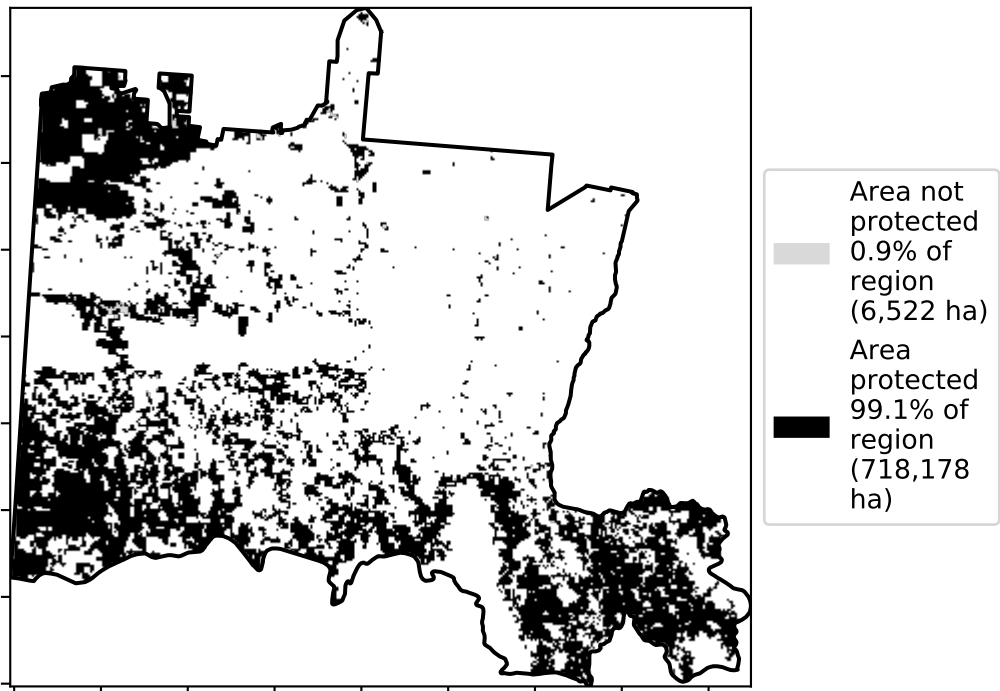 Area not
protected
0.9% of
region
(6,522 ha)
Area
protected
99.1% of
region
(718,178
ha)